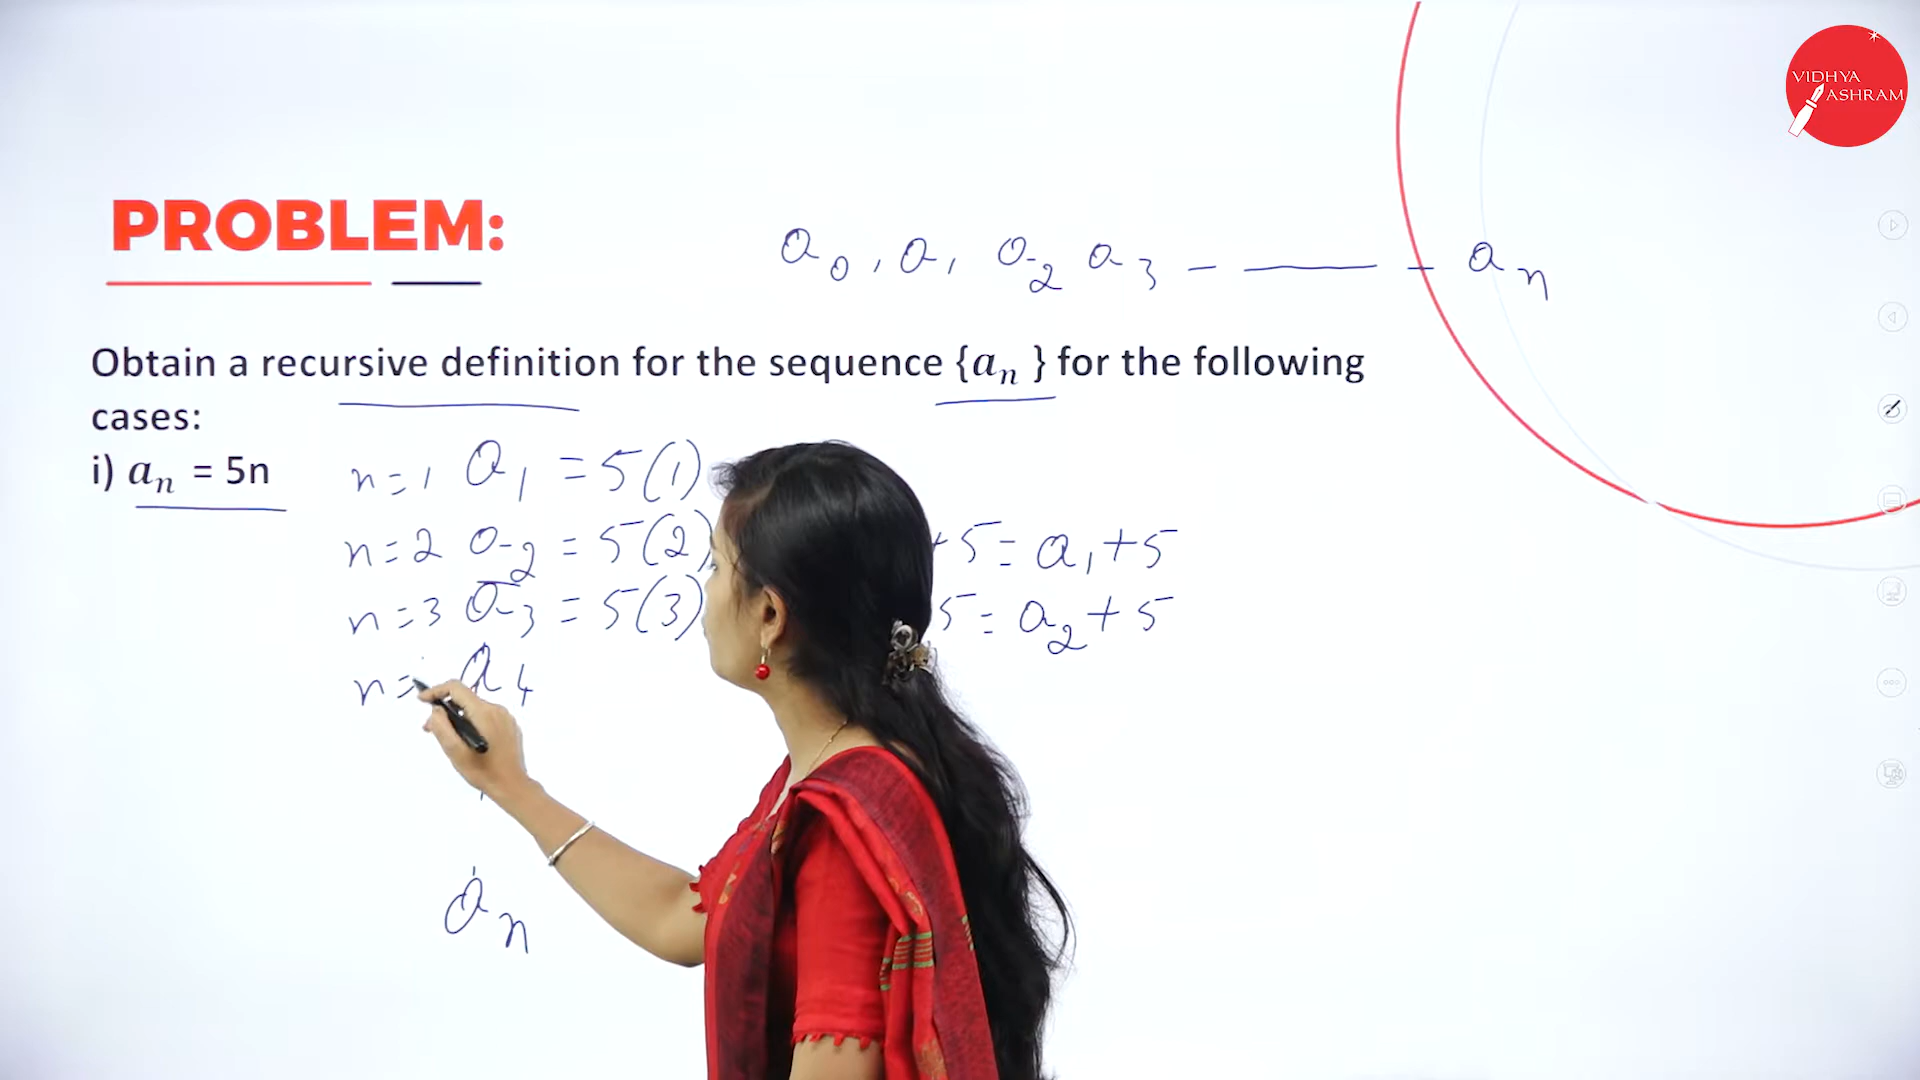 VIDHYA
ASHRAM
PROBLEM:
a₀, a₁ a₂ a₃ - — - aₙ
Obtain a recursive definition for the sequence {aₙ } for the following
cases:
i) aₙ = 5n
n=1 a₁ = 5(1)
n=2 a₂ = 5(2) +5= a₁+5
n=3 a₃ = 5(3) 5= a₂+5
n= a₄
aₙ